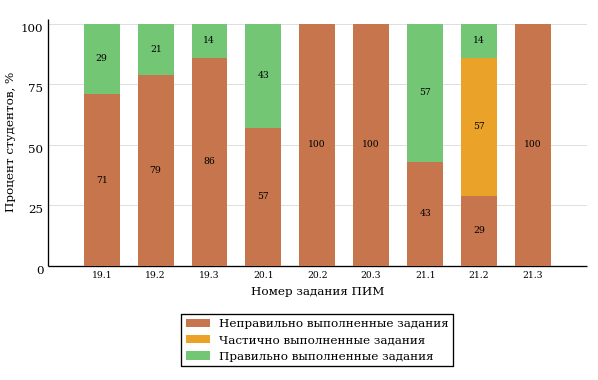 Процент студентов, %
100
75
50
25
0
29 21 14 43 57 14
71 79 86 57 100 100 43 57 29 100
19.1 19.2 19.3 20.1 20.2 20.3 21.1 21.2 21.3
Номер задания ПИМ
Неправильно выполненные задания
Частично выполненные задания
Правильно выполненные задания